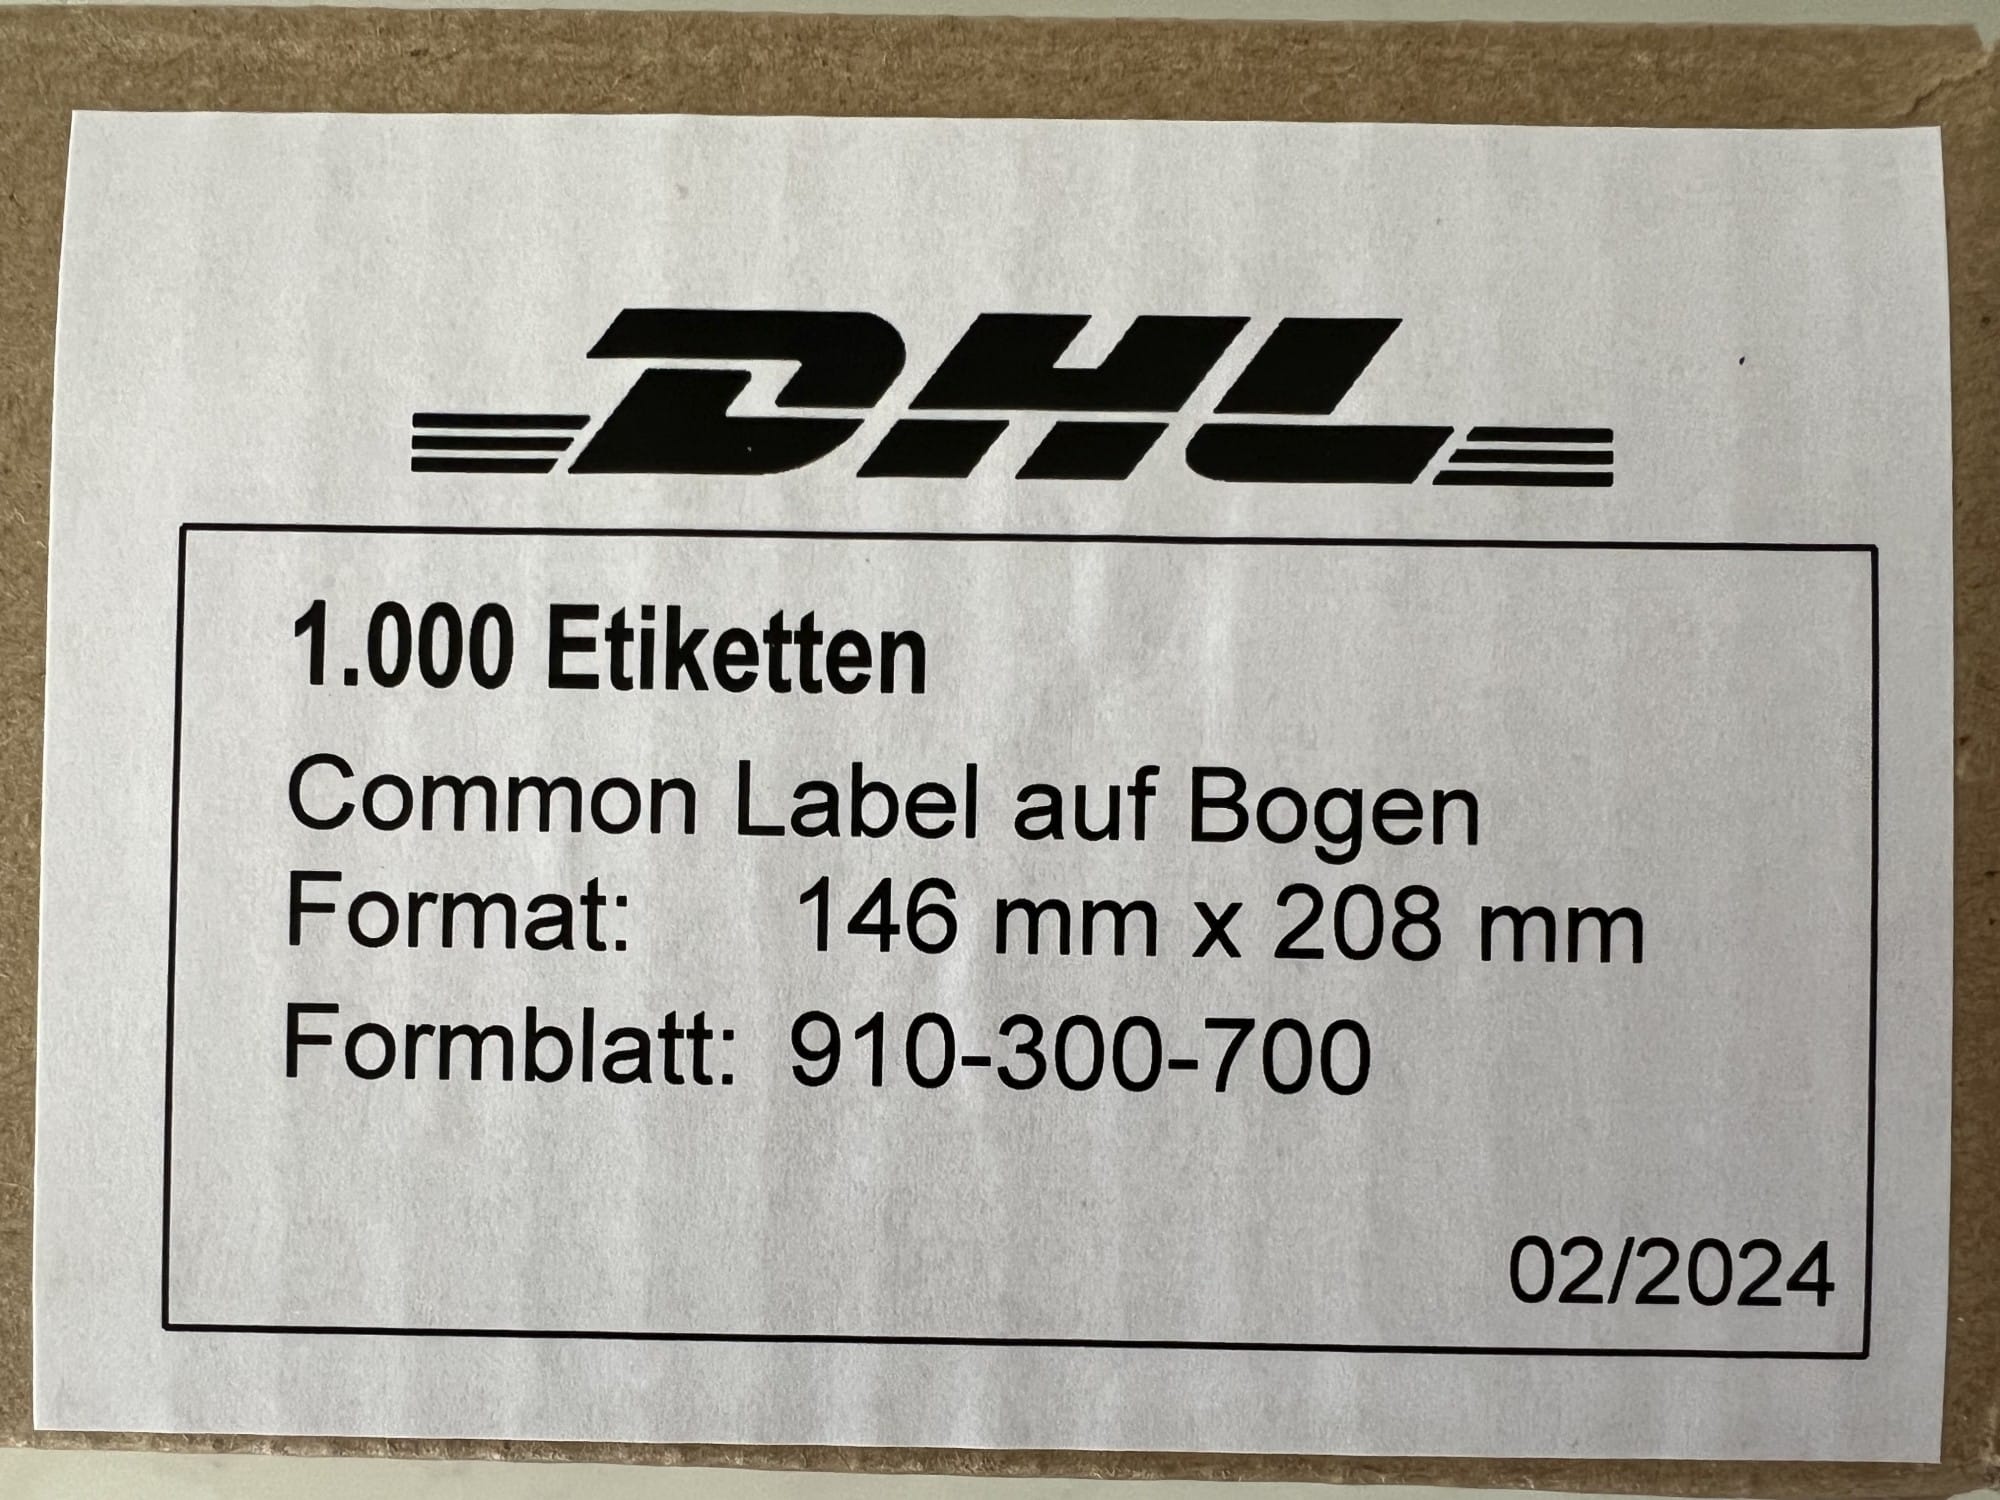 DHL
1.000 Etiketten
Common Label auf Bogen
Format: 146 mm x 208 mm
Formblatt: 910-300-700
02/2024